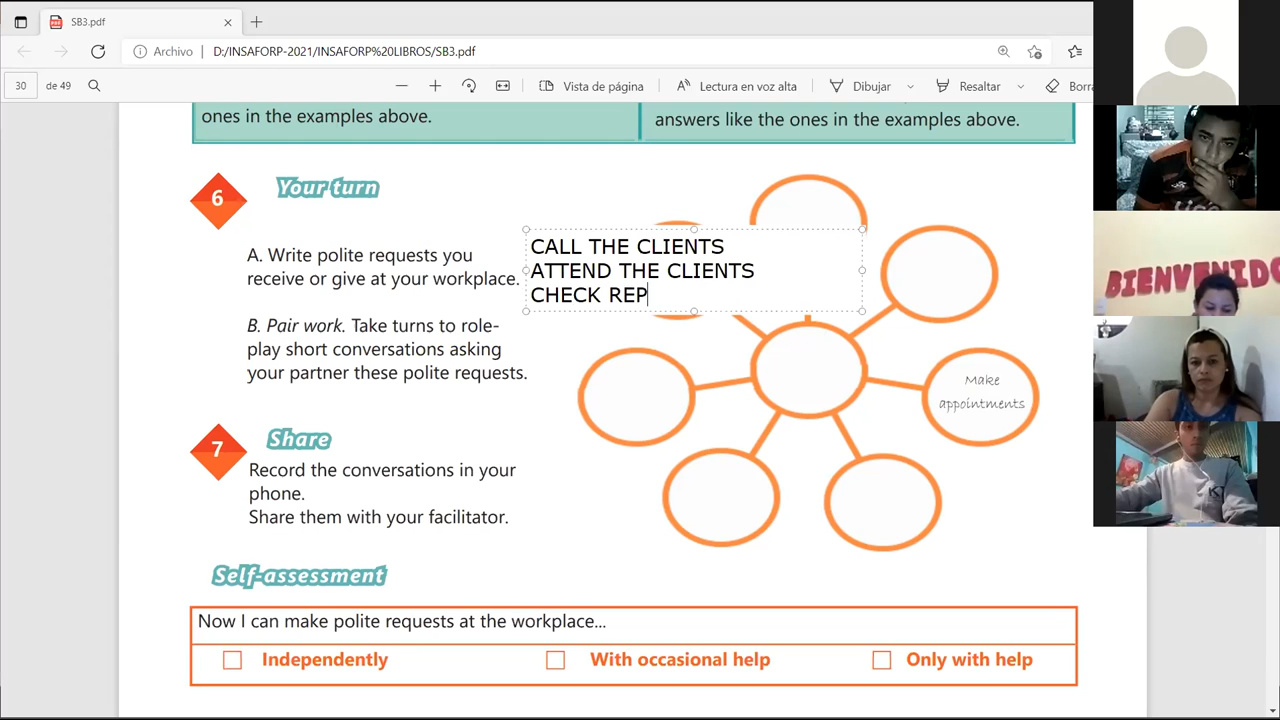 SB3.pdf
Archivo
D:/INSAFORP-2021/INSAFORP%20LIBROS/SB3.pdf
30
de 49
Vista de página
Lectura en voz alta
Dibujar
Resaltar
Borra
ones in the examples above.
answers like the ones in the examples above.
6
Your turn
A. Write polite requests you
receive or give at your workplace.
B. Pair work. Take turns to role-
play short conversations asking
your partner these polite requests.
CALL THE CLIENTS
ATTEND THE CLIENTS
CHECK REP
Make
appointments
7
Share
Record the conversations in your
phone.
Share them with your facilitator.
Self-assessment
Now I can make polite requests at the workplace...
Independently
With occasional help
Only with help
BIENVENIDO